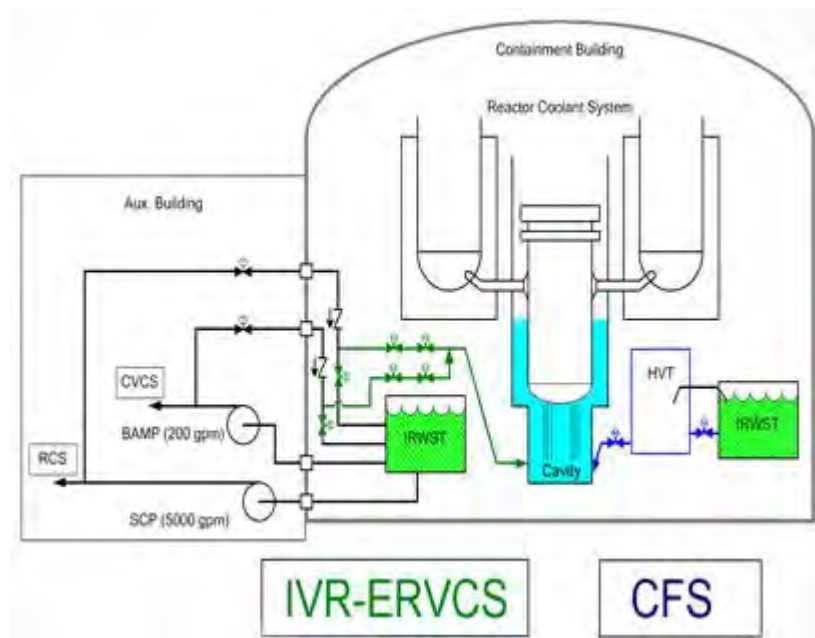 Containment Building
Reactor Coolant System
Aux. Building
CVCS
BAMP (200 gpm)
RCS
SCP (5000 gpm)
IRWST
Cavity
HVT
IRWST
IVR-ERVCS
CFS